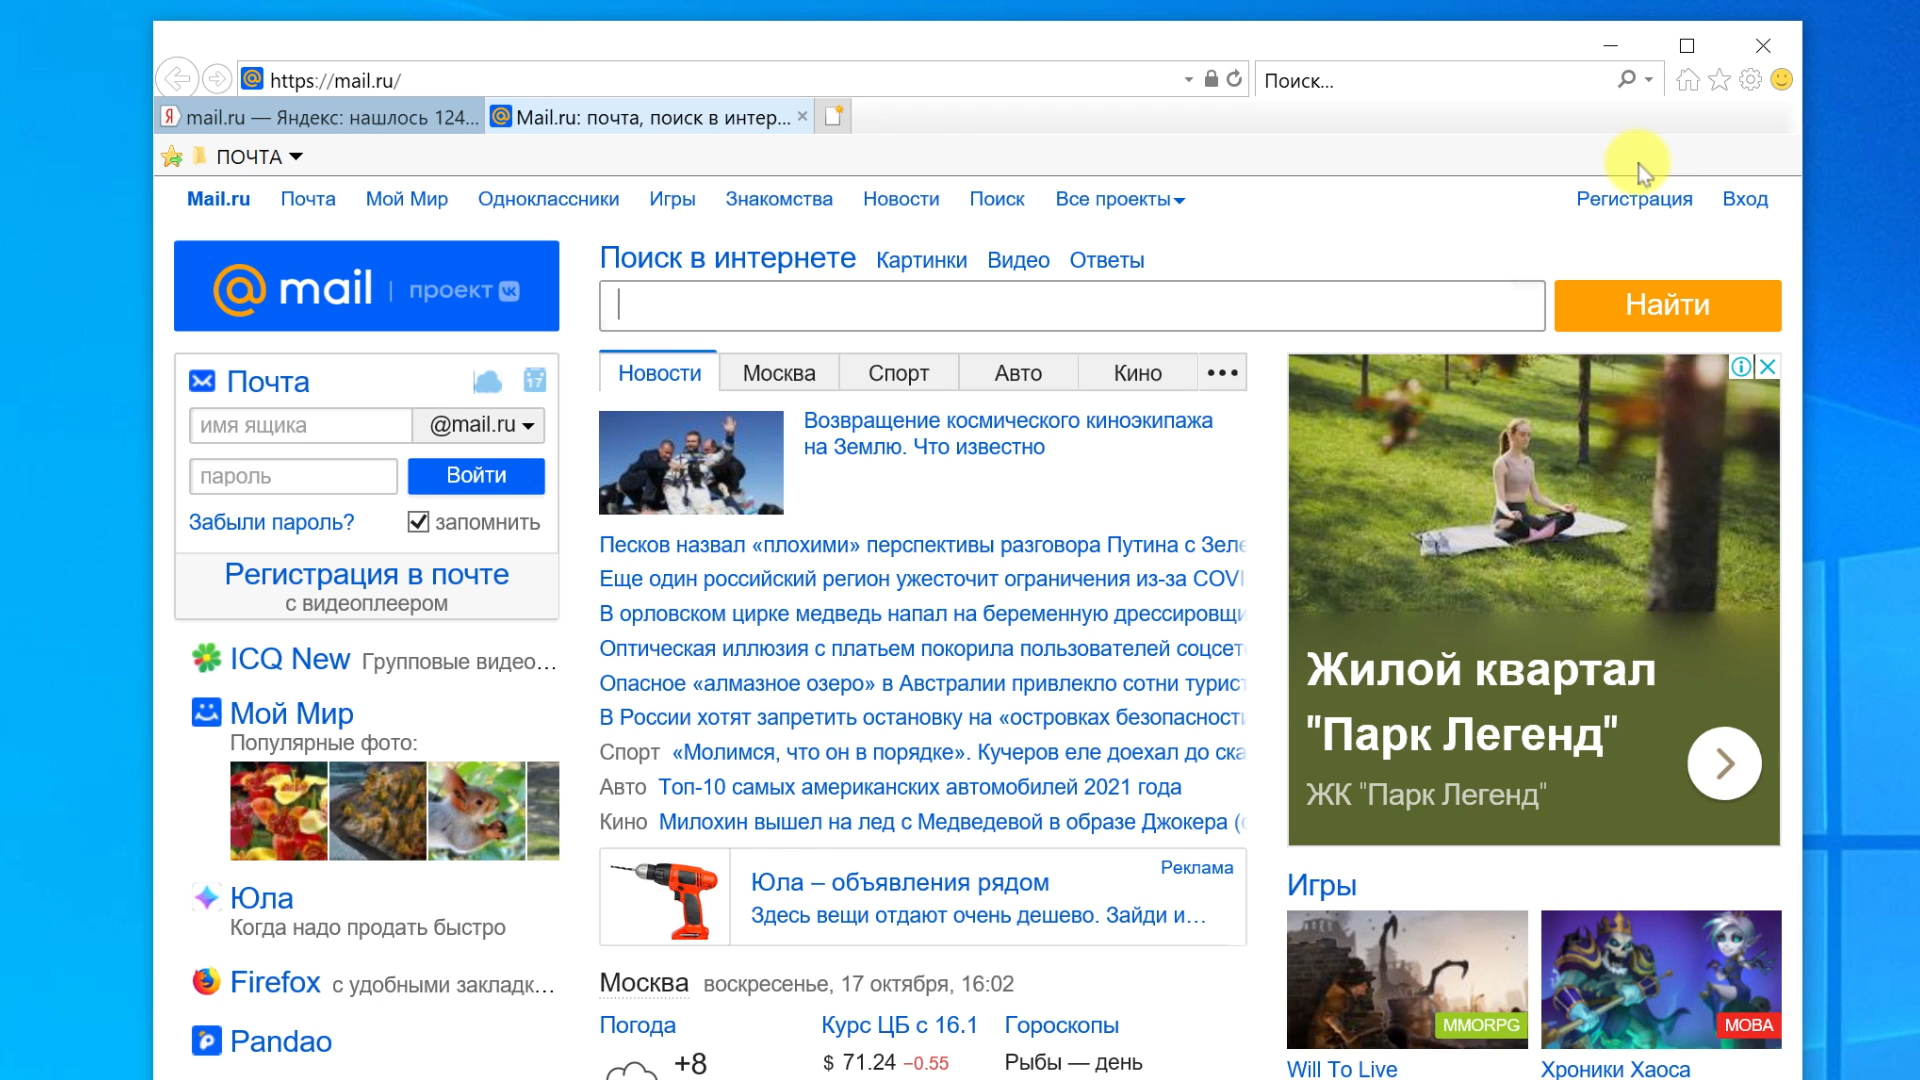 https://mail.ru/
Поиск...
mail.ru — Яндекс: нашлось 124...
Mail.ru: почта, поиск в интер...
ПОЧТА
Mail.ru Почта Мой Мир Одноклассники Игры Знакомства Новости Поиск Все проекты
Регистрация Вход
@mail | проект
Почта
17
имя ящика @mail.ru
пароль Войти
Забыли пароль? запомнить
Регистрация в почте
с видеоплеером
ICQ New Групповые видео...
Мой Мир
Популярные фото:
Юла
Когда надо продать быстро
Firefox с удобными закладк...
Pandao
Поиск в интернете Картинки Видео Ответы
Найти
Новости Москва Спорт Авто Кино
Возвращение космического киноэкипажа
на Землю. Что известно
Песков назвал «плохими» перспективы разговора Путина с Зеле
Еще один российский регион ужесточит ограничения из-за COVI
В орловском цирке медведь напал на беременную дрессировщи
Оптическая иллюзия с платьем покорила пользователей соцсет
Опасное «алмазное озеро» в Австралии привлекло сотни турист
В России хотят запретить остановку на «островках безопасност
Спорт «Молимся, что он в порядке». Кучеров еле доехал до ска
Авто Топ-10 самых американских автомобилей 2021 года
Кино Милохин вышел на лед с Медведевой в образе Джокера (
Реклама
Юла – объявления рядом
Здесь вещи отдают очень дешево. Зайди и...
Москва воскресенье, 17 октября, 16:02
Погода
+8
Курс ЦБ с 16.1
$ 71.24 −0.55
Гороскопы
Рыбы — день
Жилой квартал
"Парк Легенд"
ЖК "Парк Легенд"
Игры
MMORPG
Will To Live
MOBA
Хроники Хаоса